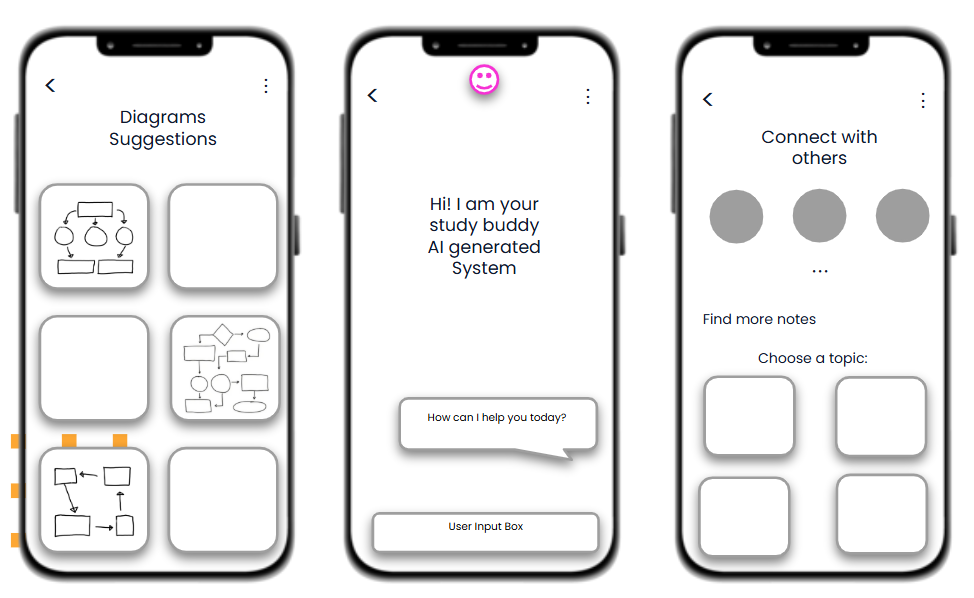 Diagrams
Suggestions
Hi! I am your
study buddy
AI generated
System
How can I help you today?
User Input Box
Connect with
others
...
Find more notes
Choose a topic: